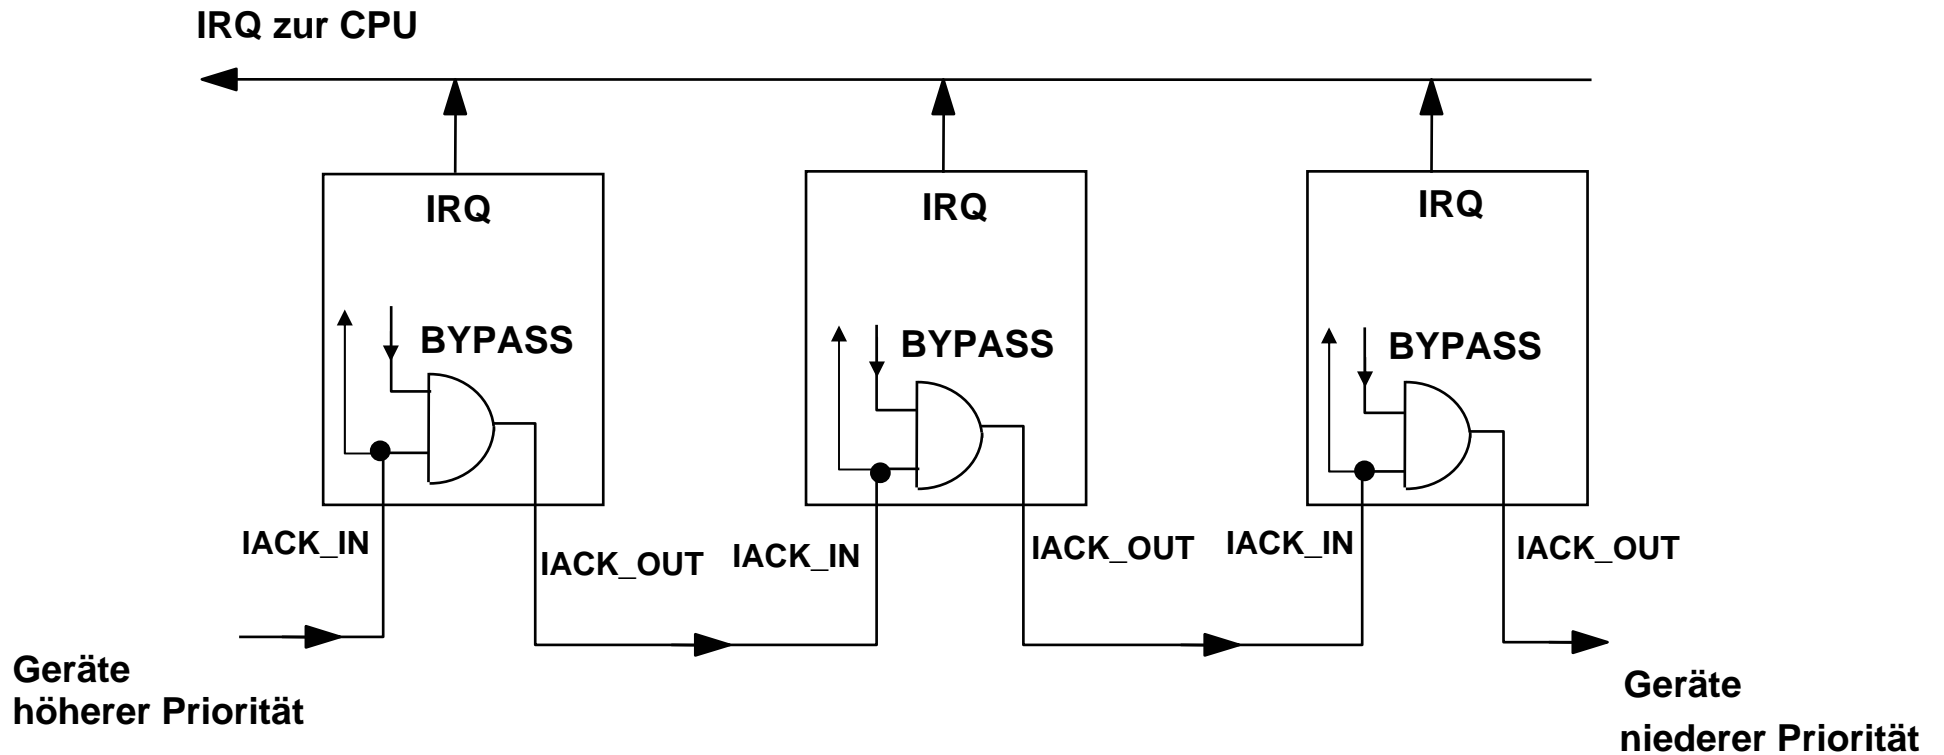 IRQ zur CPU
IRQ
IRQ
IRQ
BYPASS
BYPASS
BYPASS
IACK_IN
IACK_OUT
IACK_IN
IACK_OUT
IACK_IN
IACK_OUT
Geräte
höherer Priorität
Geräte
niederer Priorität